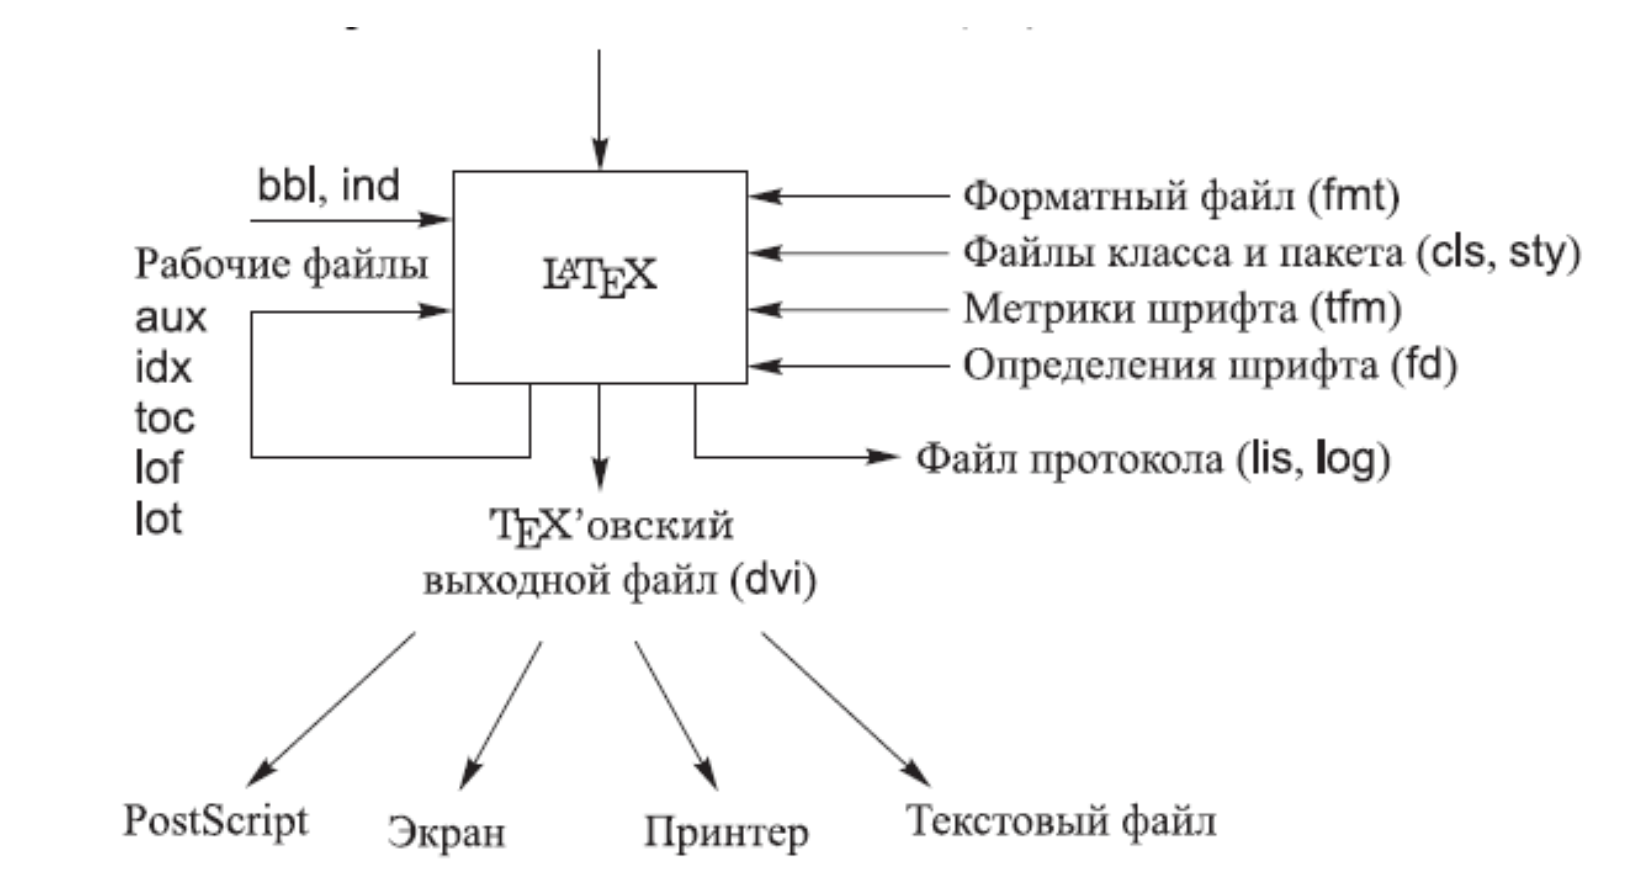 bbl, ind
Форматный файл (fmt)
Файлы класса и пакета (cls, sty)
Рабочие файлы
LATEX
Метрики шрифта (tfm)
aux
Определения шрифта (fd)
idx
toc
Файл протокола (lis, log)
lof
lot
TEX’овский
выходной файл (dvi)
PostScript
Экран
Принтер
Текстовый файл